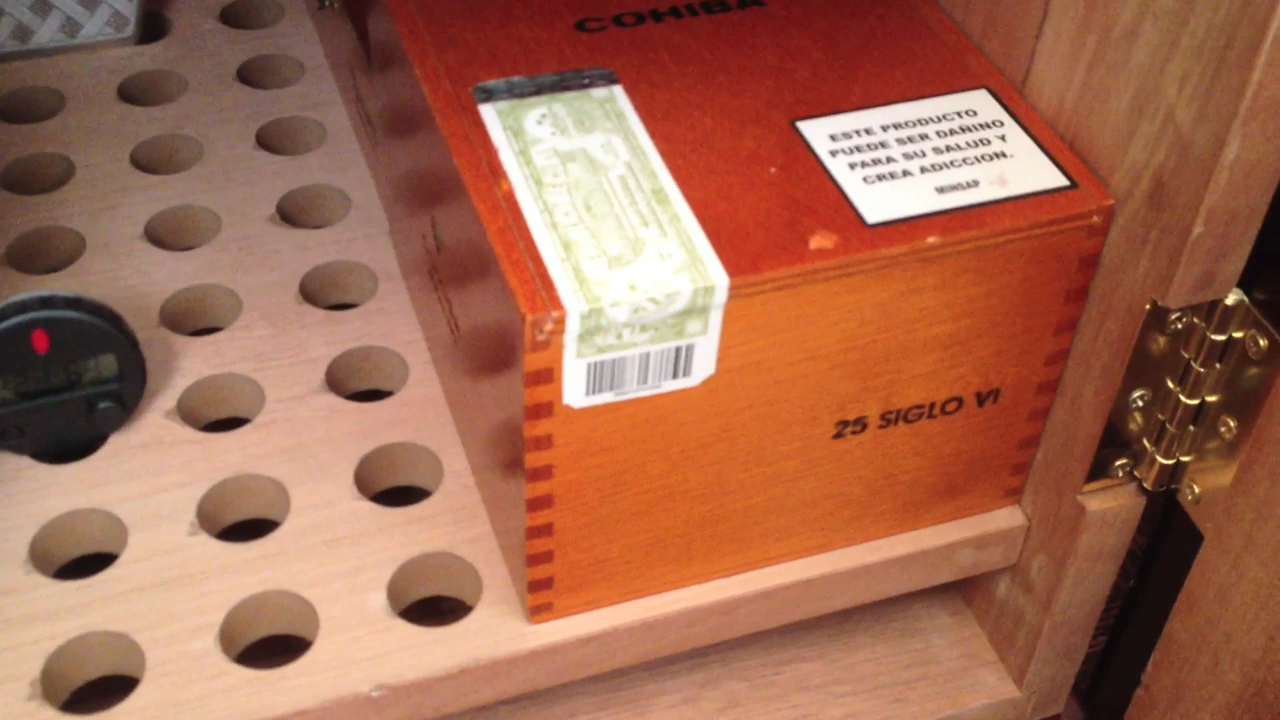 COHIBA
ESTE PRODUCTO
PUEDE SER DAÑINO
PARA SU SALUD Y
CREA ADICCION.
MINSAP
25 SIGLO VI